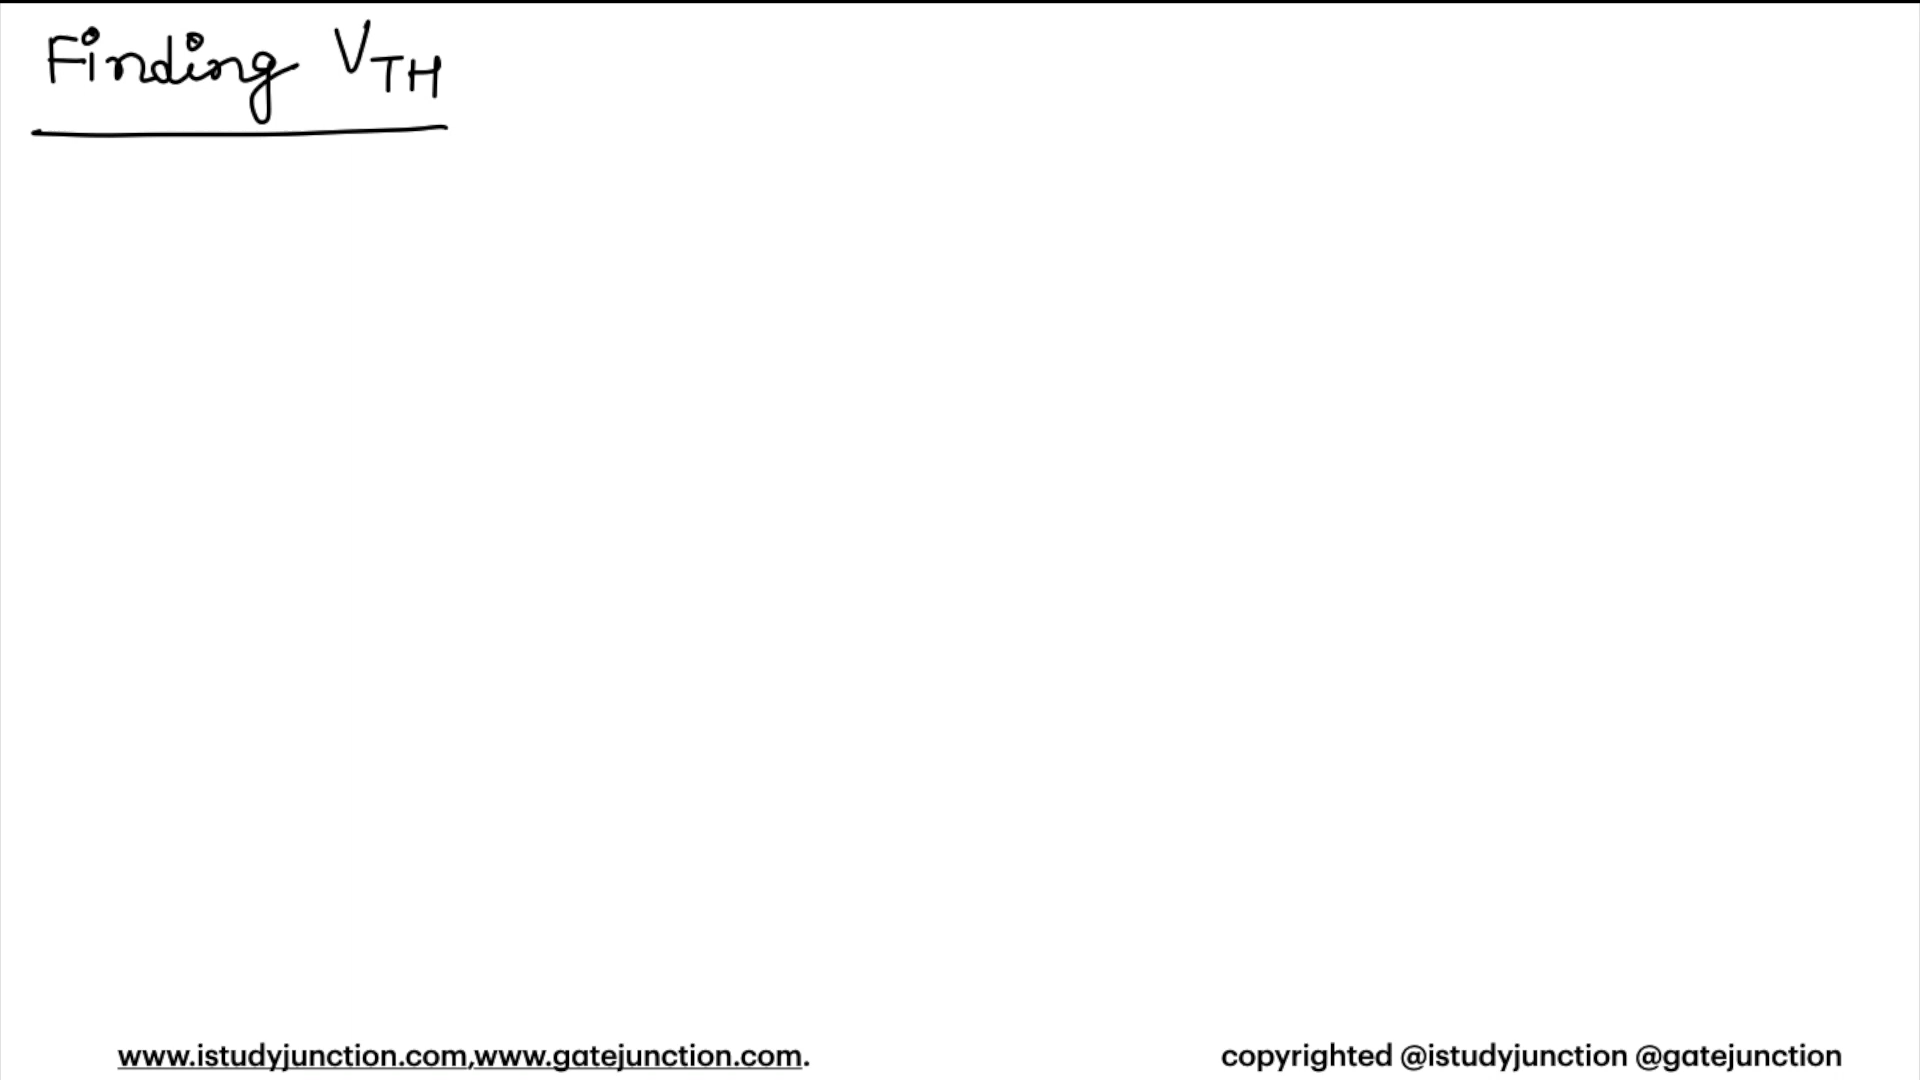 Finding VTH
www.istudyjunction.com,www.gatejunction.com.
copyrighted @istudyjunction @gatejunction